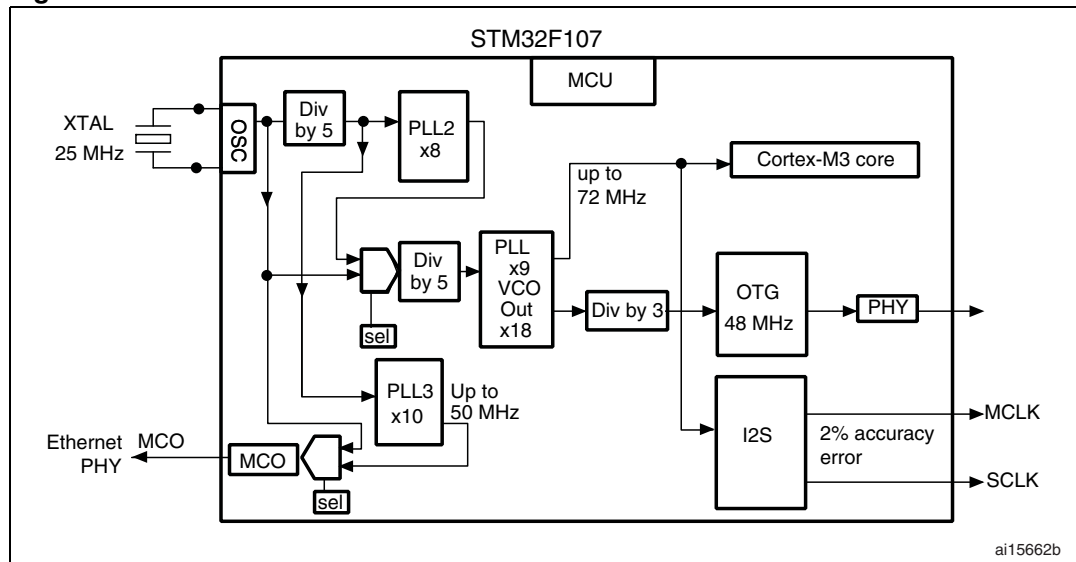 STM32F107
MCU
XTAL
25 MHz
OSC
Div
by 5
PLL2
x8
Cortex-M3 core
up to
72 MHz
Div
by 5
PLL
x9
VCO
Out
x18
sel
Div by 3
OTG
48 MHz
PHY
PLL3
x10
Up to
50 MHz
I2S
MCLK
2% accuracy
error
SCLK
Ethernet
PHY
MCO
MCO
sel
ai15662b